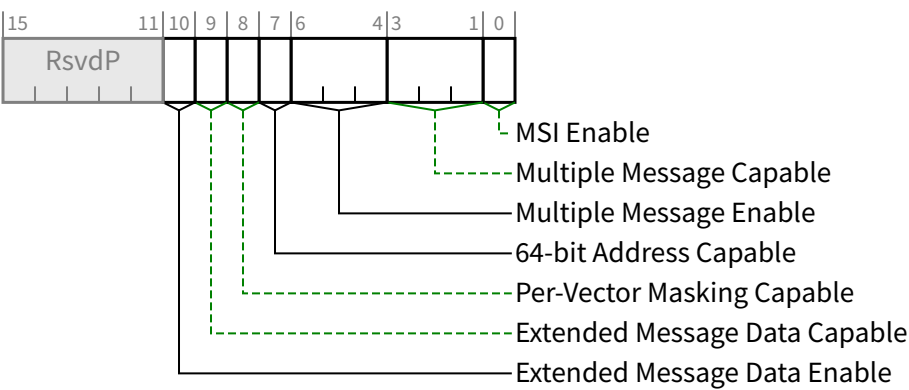 15 11 10 9 8 7 6 4 3 1 0
RsvdP
MSI Enable
Multiple Message Capable
Multiple Message Enable
64-bit Address Capable
Per-Vector Masking Capable
Extended Message Data Capable
Extended Message Data Enable